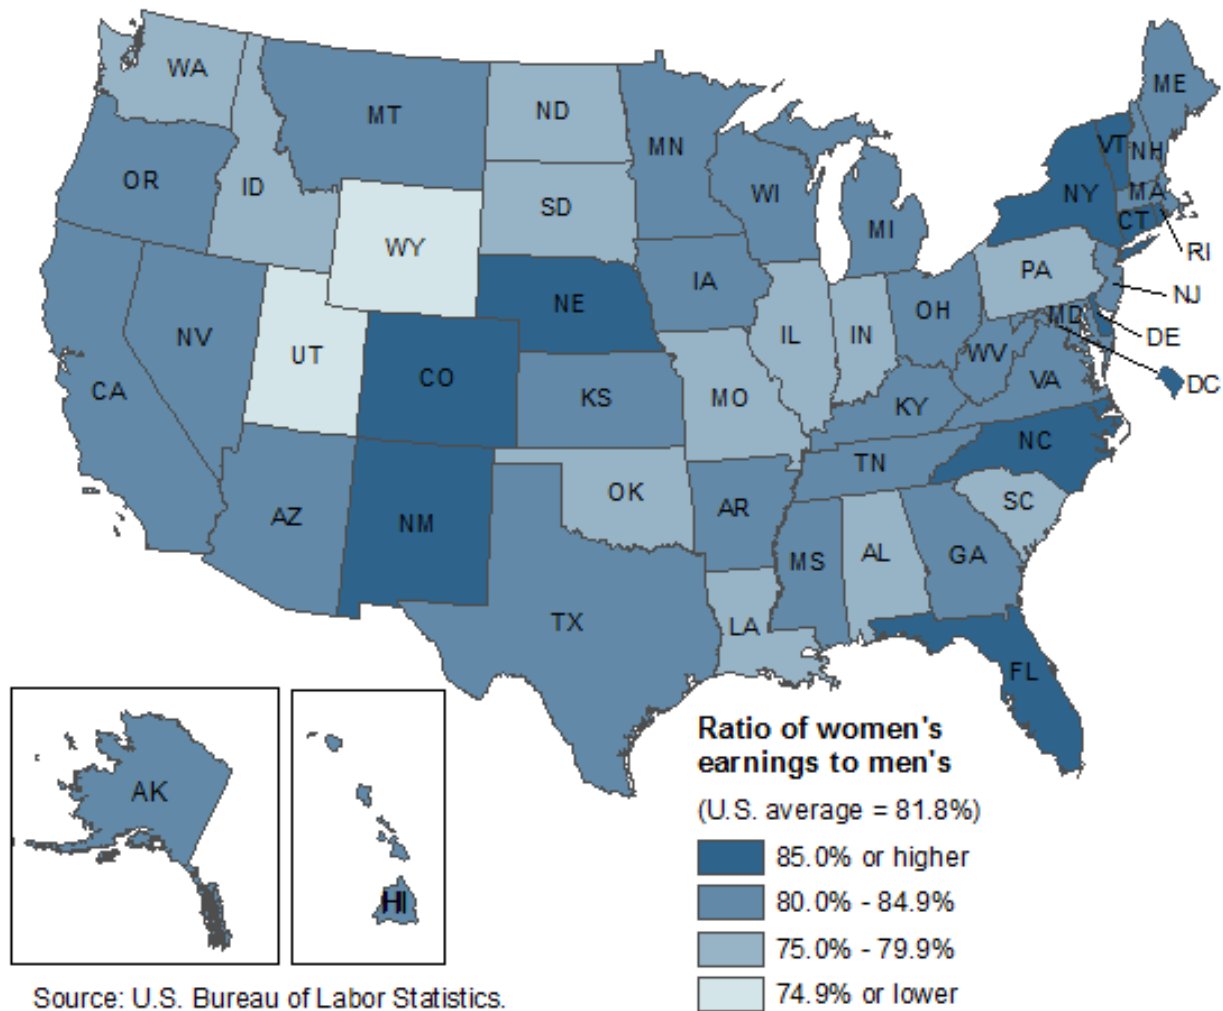 WA
MT
ND
MN
ME
VT
NH
OR
ID
SD
WI
MI
NY
MA
CT
RI
WY
PA
NJ
NE
IA
OH
MD
DE
NV
UT
CO
IL
IN
WV
VA
DC
CA
KS
MO
KY
NC
TN
AZ
NM
OK
AR
SC
MS
AL
GA
TX
LA
FL
AK
HI
Ratio of women's
earnings to men's
(U.S. average = 81.8%)
85.0% or higher
80.0% - 84.9%
75.0% - 79.9%
74.9% or lower
Source: U.S. Bureau of Labor Statistics.